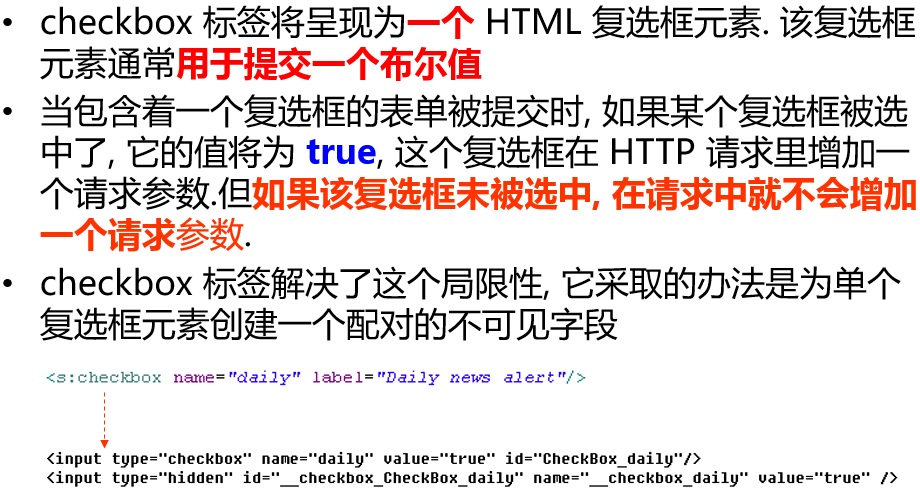 • checkbox 标签将呈现为一个 HTML 复选框元素. 该复选框
元素通常用于提交一个布尔值
• 当包含着一个复选框的表单被提交时, 如果某个复选框被选
中了, 它的值将为 true, 这个复选框在 HTTP 请求里增加一
个请求参数.但如果该复选框未被选中, 在请求中就不会增加
一个请求参数.
• checkbox 标签解决了这个局限性, 它采取的办法是为单个
复选框元素创建一个配对的不可见字段
<s:checkbox name="daily" label="Daily news alert"/>
<input type="checkbox" name="daily" value="true" id="CheckBox_daily"/>
<input type="hidden" id="__checkbox_CheckBox_daily" name="__checkbox_daily" value="true" />